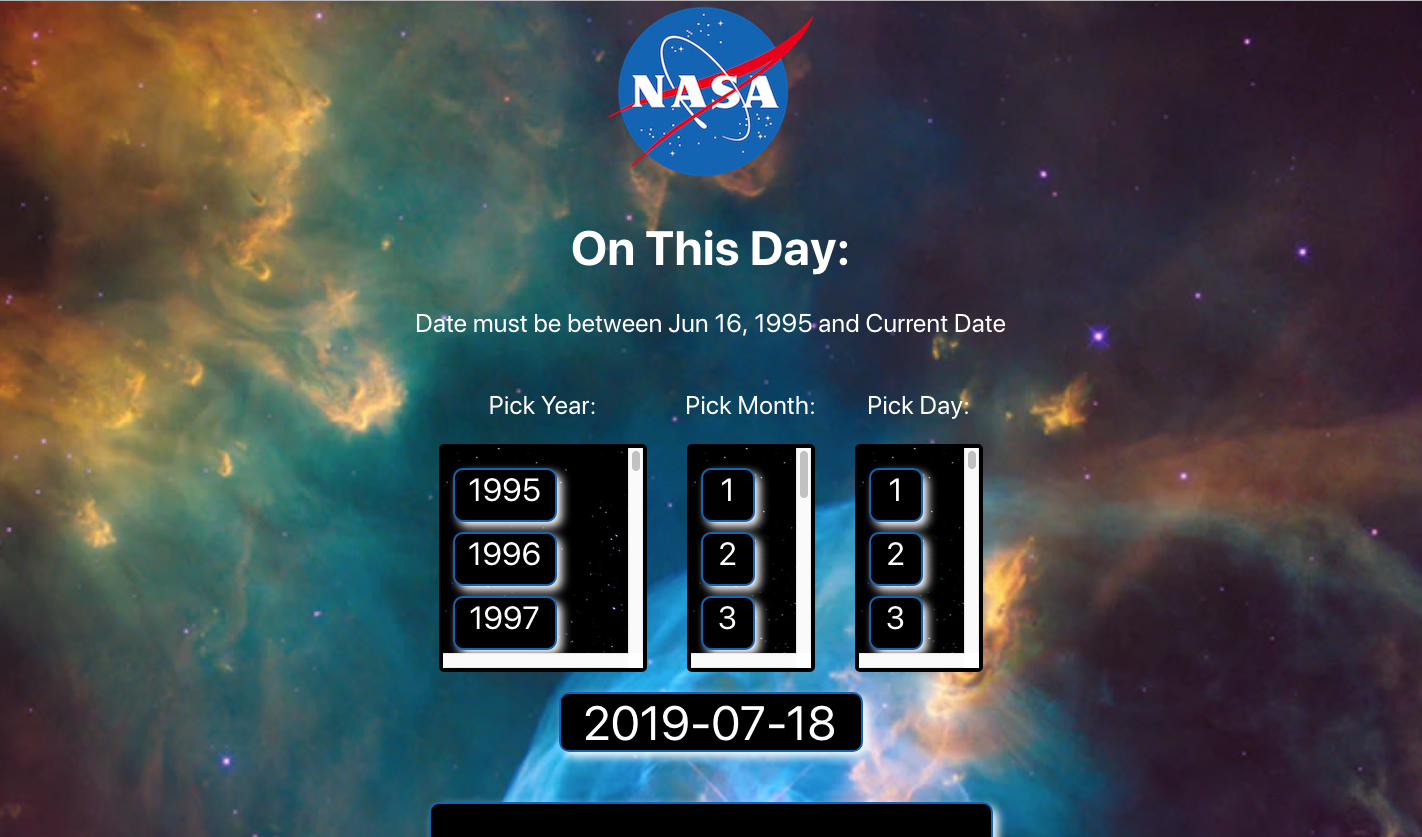 NASA
On This Day:
Date must be between Jun 16, 1995 and Current Date
Pick Year: Pick Month: Pick Day:
1995 1 1
1996 2 2
1997 3 3
2019-07-18